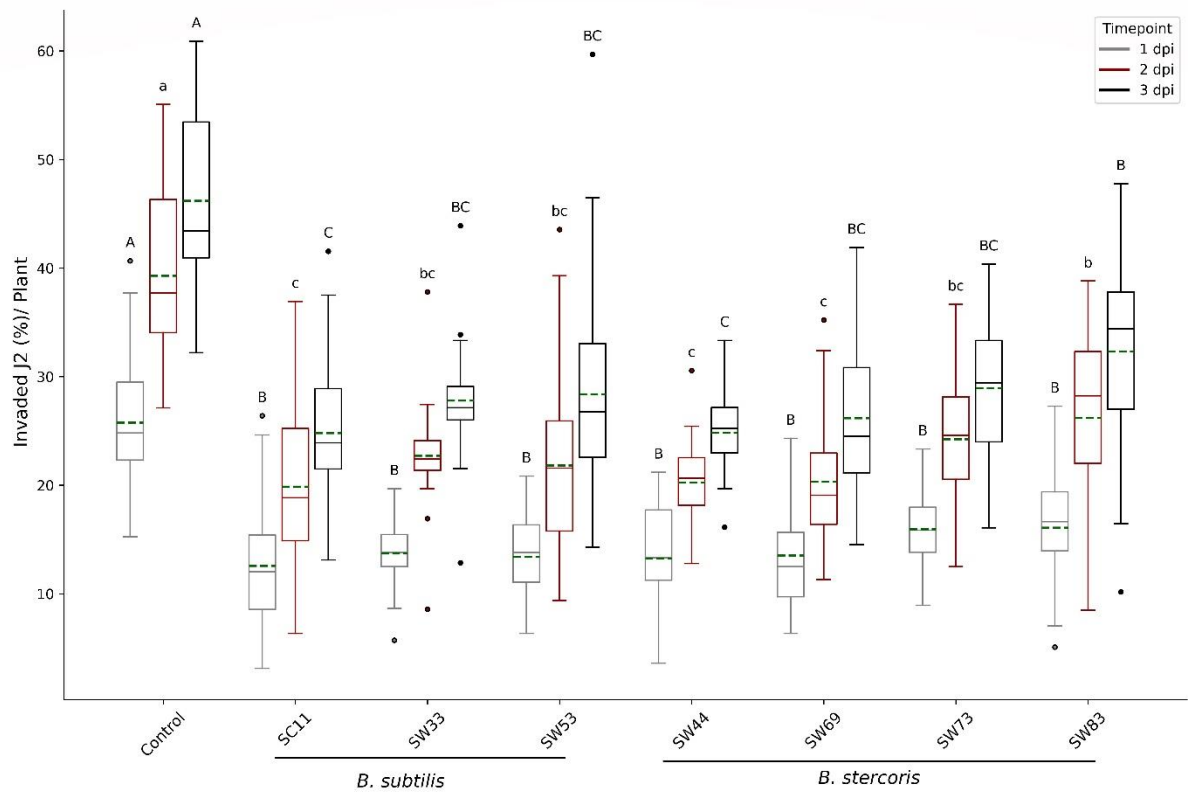 Invaded J2 (%)/ Plant
60
50
40
30
20
10
Timepoint
1 dpi
2 dpi
3 dpi
A
a
A
B
c
C
B
bc
BC
B
bc
BC
B
c
C
B
c
BC
B
bc
BC
B
b
B
Control
SC11
SW33
SW53
SW44
SW69
SW73
SW83
B. subtilis
B. stercoris